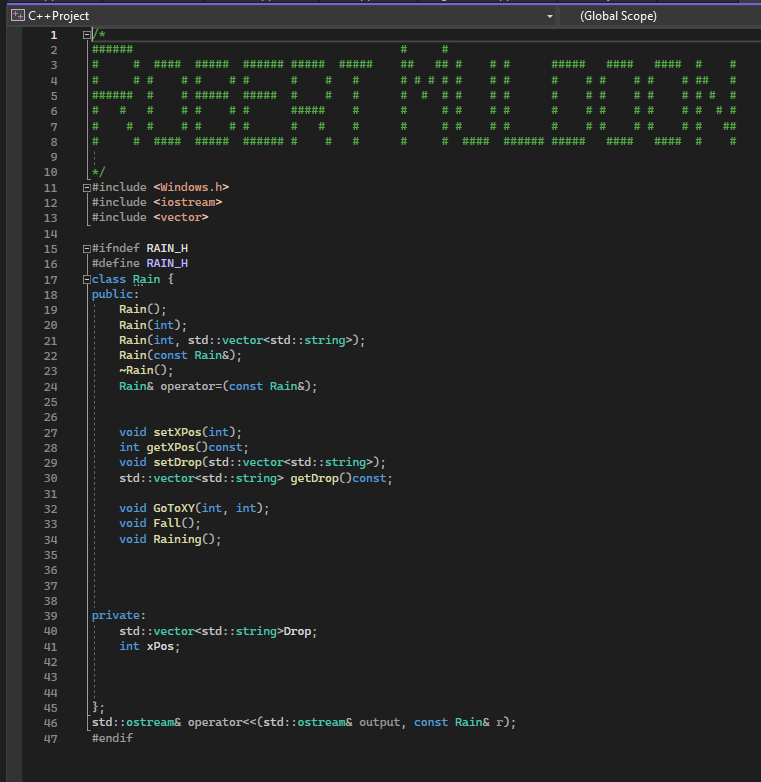 C++Project
(Global Scope)
1 /*
2 ###### # #
3 # # #### ##### ###### ##### ##### ## ## # # # ##### #### #### # #
4 # # # # # # # # # # # # # # # # # # # # # # # ## #
5 ###### # # ##### ##### # # # # # # # # # # # # # # # # # #
6 # # # # # # # ##### # # # # # # # # # # # # # # #
7 # # # # # # # # # # # # # # # # # # # # # ##
8 # # #### ##### ###### # # # # # #### ###### ##### #### #### # #
9
10 */
11 #include <Windows.h>
12 #include <iostream>
13 #include <vector>
14
15 #ifndef RAIN_H
16 #define RAIN_H
17 class Rain {
18 public:
19 Rain();
20 Rain(int);
21 Rain(int, std::vector<std::string>);
22 Rain(const Rain&);
23 ~Rain();
24 Rain& operator=(const Rain&);
25
26
27 void setXPos(int);
28 int getXPos()const;
29 void setDrop(std::vector<std::string>);
30 std::vector<std::string> getDrop()const;
31
32 void GoToXY(int, int);
33 void Fall();
34 void Raining();
35
36
37
38
39 private:
40 std::vector<std::string>Drop;
41 int xPos;
42
43
44
45 };
46 std::ostream& operator<<(std::ostream& output, const Rain& r);
47 #endif